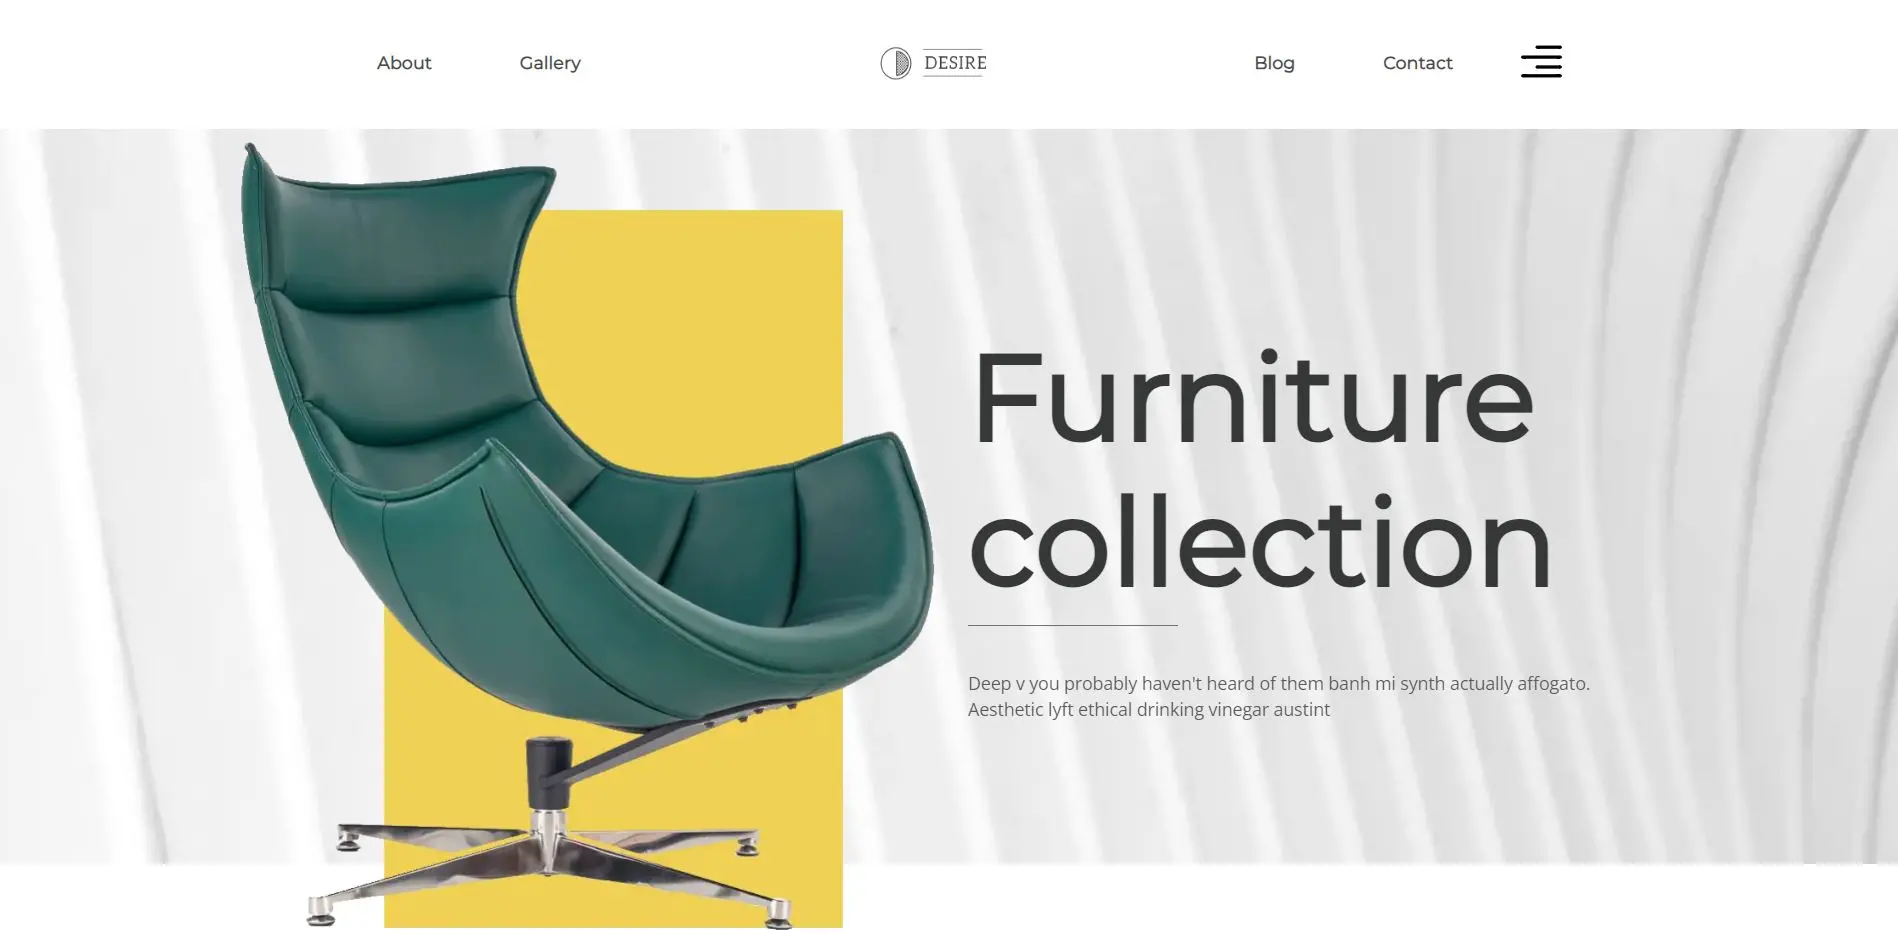 About
Gallery
DESIRE
Blog
Contact
Furniture
collection
Deep v you probably haven't heard of them banh mi synth actually affogato.
Aesthetic lyft ethical drinking vinegar austint